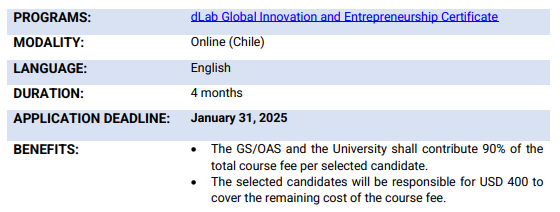 PROGRAMS: dLab Global Innovation and Entrepreneurship Certificate
MODALITY: Online (Chile)
LANGUAGE: English
DURATION: 4 months
APPLICATION DEADLINE: January 31, 2025
BENEFITS: • The GS/OAS and the University shall contribute 90% of the
total course fee per selected candidate.
• The selected candidates will be responsible for USD 400 to
cover the remaining cost of the course fee.